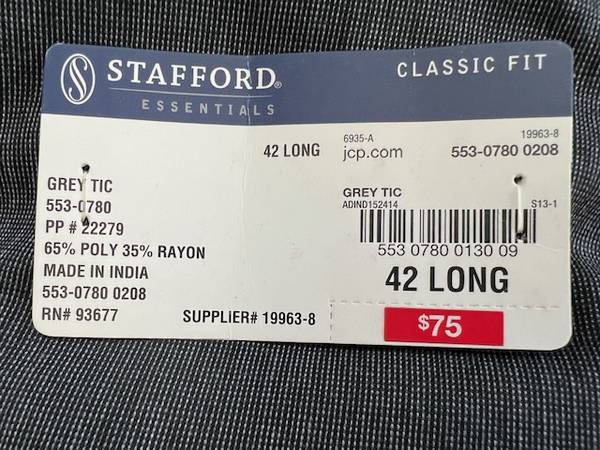 STAFFORD®
ESSENTIALS
CLASSIC FIT
42 LONG
GREY TIC
553-0780
PP # 22279
65% POLY 35% RAYON
MADE IN INDIA
553-0780 0208
RN# 93677
SUPPLIER# 19963-8
6935-A 19963-8
jcp.com 553-0780 0208
GREY TIC
ADIND152414 S13-1
553 0780 0130 09
42 LONG
$75